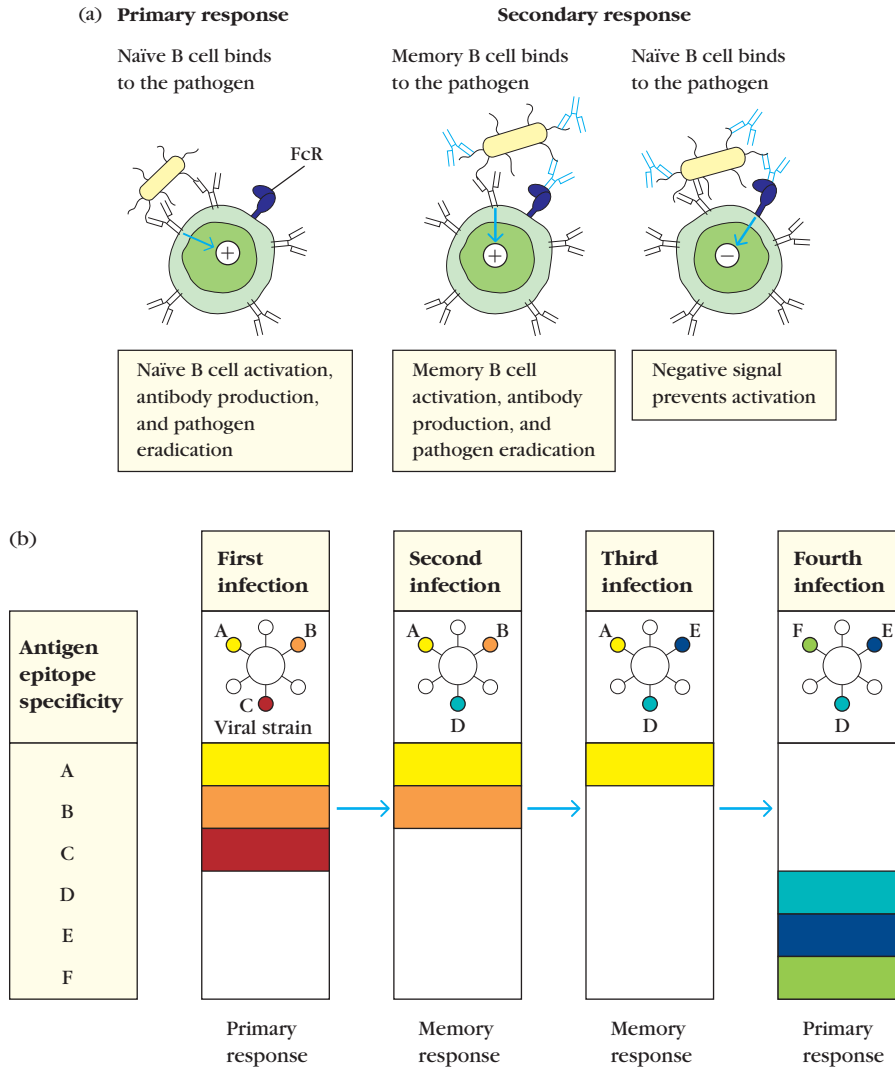 (a) Primary response
Secondary response
Naïve B cell binds
to the pathogen
Memory B cell binds
to the pathogen
Naïve B cell binds
to the pathogen
FcR
+
+
−
Naïve B cell activation,
antibody production,
and pathogen
eradication
Memory B cell
activation, antibody
production, and
pathogen eradication
Negative signal
prevents activation
(b)
First
infection
Second
infection
Third
infection
Fourth
infection
Antigen
epitope
specificity
A B
C
Viral strain
A B
D
A E
D
F E
D
A
B
C
D
E
F
Primary
response
Memory
response
Memory
response
Primary
response